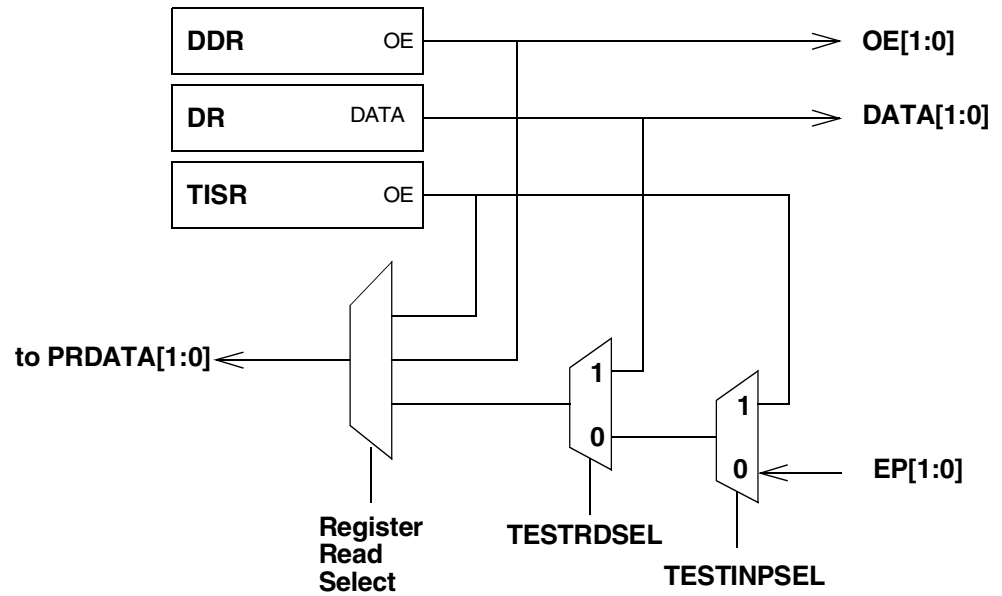 DDR OE
OE[1:0]
DR DATA
DATA[1:0]
TISR OE
to PRDATA[1:0]
1
0
1
0
EP[1:0]
Register
Read
Select
TESTRDSEL
TESTINPSEL